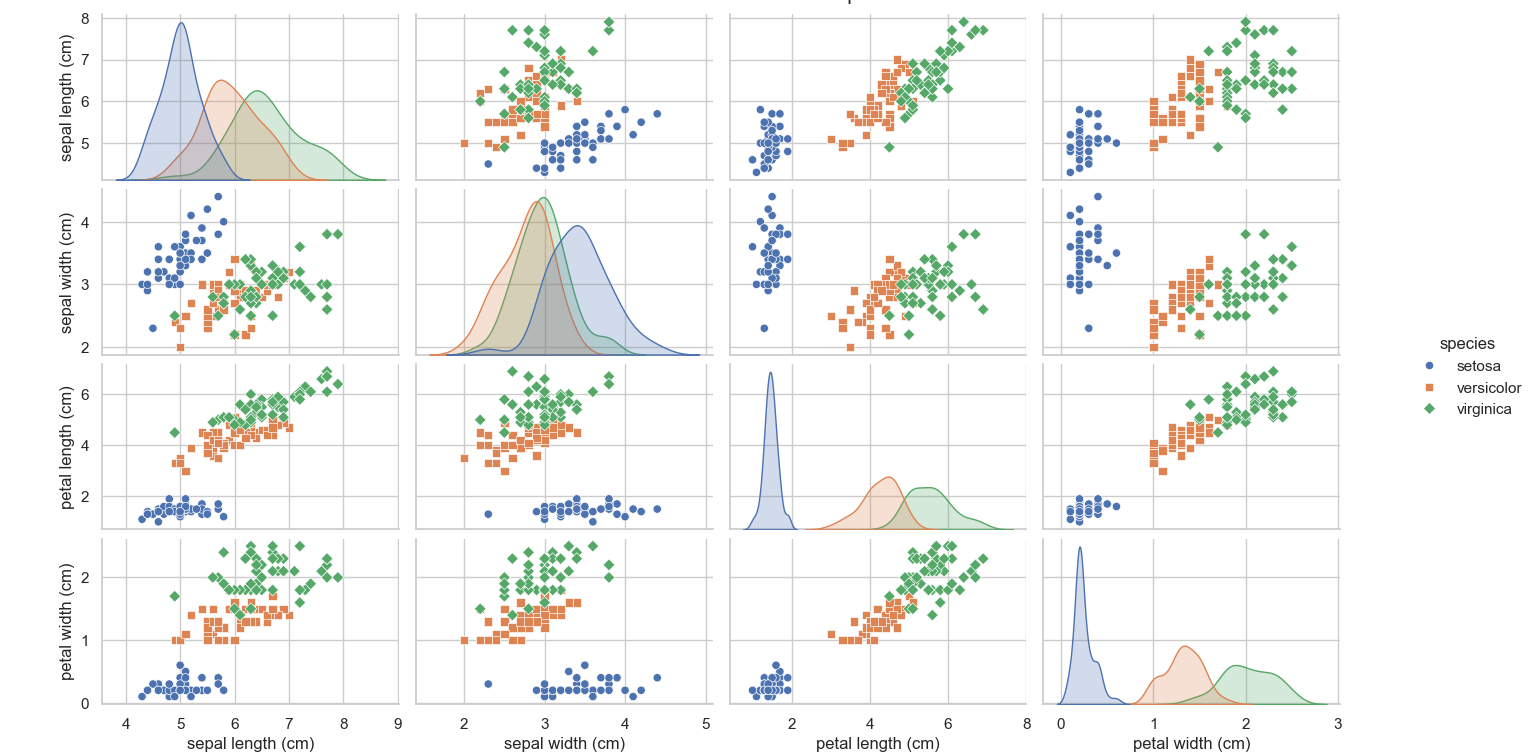 8
7
6
5
sepal length (cm)
4
3
2
sepal width (cm)
6
4
2
petal length (cm)
2
1
0
petal width (cm)
4 5 6 7 8 9
sepal length (cm)
2 3 4 5
sepal width (cm)
2 4 6 8
petal length (cm)
0 1 2 3
petal width (cm)
species
setosa
versicolor
virginica